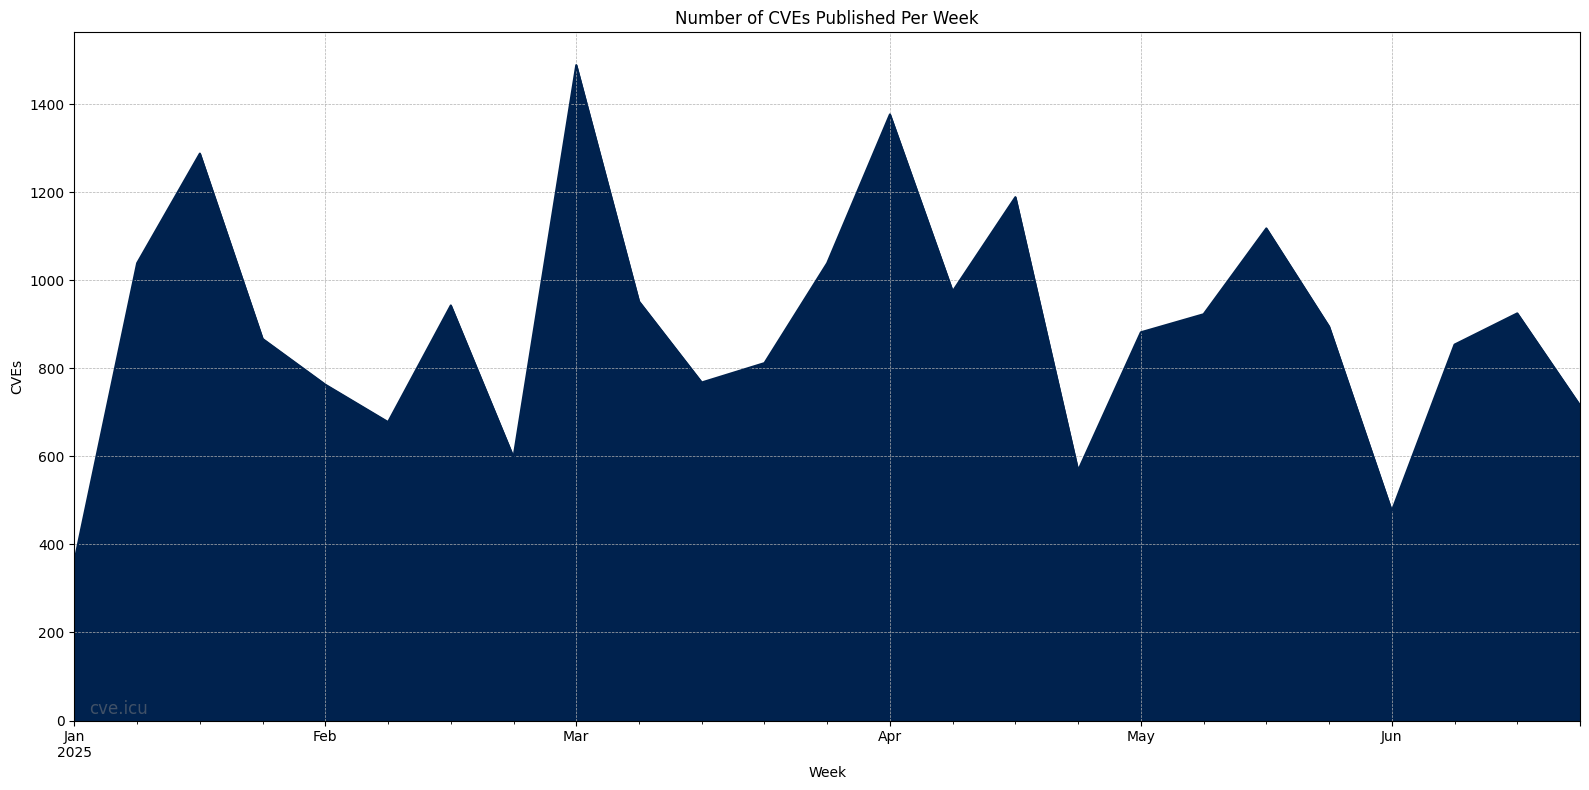 Number of CVEs Published Per Week
1400
1200
1000
800
600
400
200
0
CVEs
cve.icu
Jan Feb Mar Apr May Jun
2025
Week